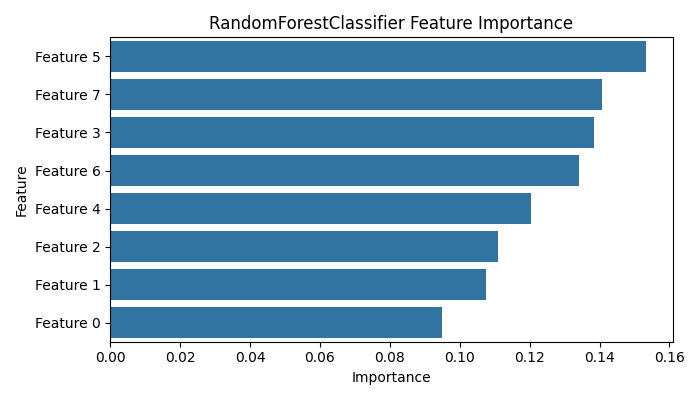 RandomForestClassifier Feature Importance
Feature
Feature 5
Feature 7
Feature 3
Feature 6
Feature 4
Feature 2
Feature 1
Feature 0
0.00 0.02 0.04 0.06 0.08 0.10 0.12 0.14 0.16
Importance